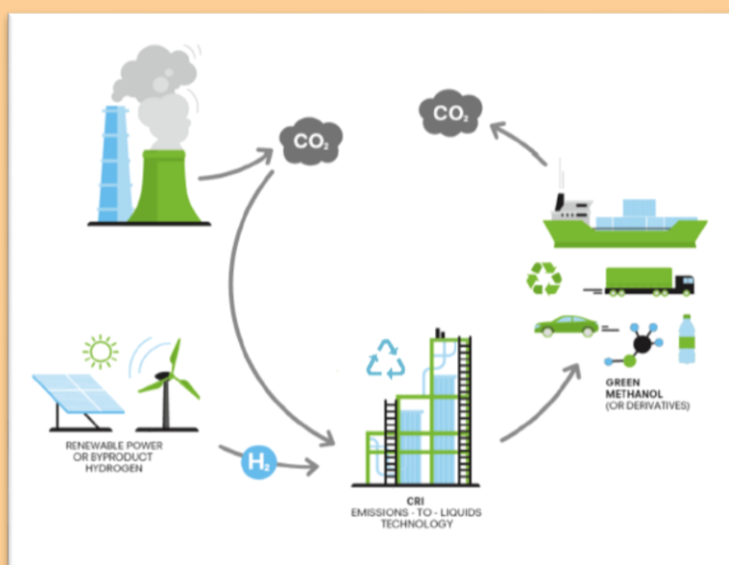 CO₂
CO₂
RENEWABLE POWER
OR BYPRODUCT
HYDROGEN
H₂
CRI
EMISSIONS - TO - LIQUIDS
TECHNOLOGY
GREEN
METHANOL
(OR DERIVATIVES)